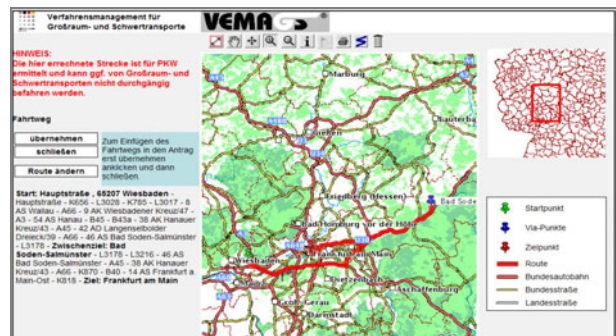 Verfahrensmanagement für
Großraum- und Schwertransporte
VEMAGS®
HINWEIS:
Die hier errechnete Strecke ist für PKW
ermittelt und kann ggf. von Großraum- und
Schwertransporten nicht durchgängig
befahren werden.
Fahrtweg
übernehmen
schließen
Route ändern
Zum Einfügen des
Fahrtwegs in den Antrag
erst übernehmen
anklicken und dann
schließen.
Start: Hauptstraße , 65207 Wiesbaden -
Hauptstraße - K656 - L3028 - K785 - L3017 - 8
AS Wallau - A66 - 9 AK Wiesbadener Kreuz/47 -
A3 - 54 AS Hanau - B45 - B43a - 38 AK Hanauer
Kreuz/43 - A45 - 42 AD Langenselbolder
Dreieck/39 - A66 - 46 AS Bad Soden-Salmünster
- L3178 - Zwischenziel: Bad
Soden-Salmünster - L3178 - L3216 - 46 AS
Bad Soden-Salmünster - A45 - 38 AK Hanauer
Kreuz/43 - A66 - K870 - B40 - 14 AS Frankfurt a.
Main-Ost - K818 - Ziel: Frankfurt am Main
Marburg
Gießen
Lauterba
Friedberg (Hessen)
Bad Sode
Bad Homburg vor der Höhe
Frankfurt am Main
Wiesbaden
Mainz
Dietzenbach
Aschaffenburg
Groß-Gerau
Darmstadt
Startpunkt
Via-Punkte
Zielpunkt
Route
Bundesautobahn
Bundesstraße
Landesstraße